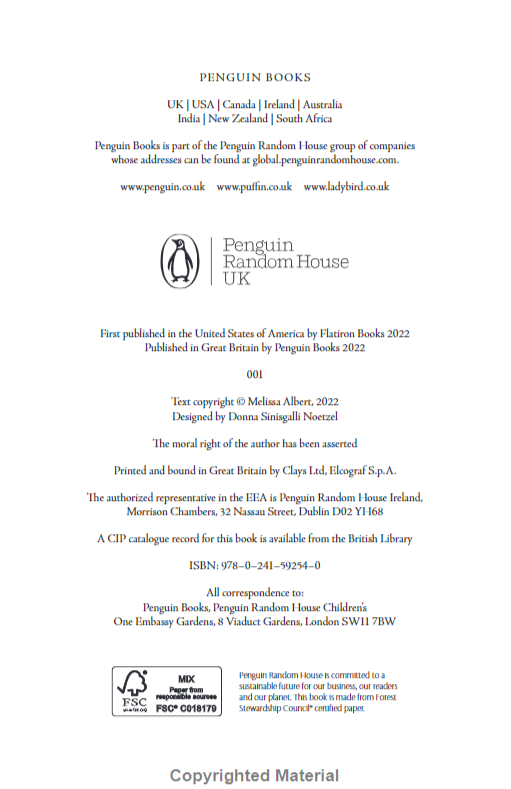 PENGUIN BOOKS
UK | USA | Canada | Ireland | Australia
India | New Zealand | South Africa
Penguin Books is part of the Penguin Random House group of companies
whose addresses can be found at global.penguinrandomhouse.com.
www.penguin.co.uk www.puffin.co.uk www.ladybird.co.uk
Penguin
Random House
UK
First published in the United States of America by Flatiron Books 2022
Published in Great Britain by Penguin Books 2022
001
Text copyright © Melissa Albert, 2022
Designed by Donna Sinisgalli Noetzel
The moral right of the author has been asserted
Printed and bound in Great Britain by Clays Ltd, Elcograf S.p.A.
The authorized representative in the EEA is Penguin Random House Ireland,
Morrison Chambers, 32 Nassau Street, Dublin D02 YH68
A CIP catalogue record for this book is available from the British Library
ISBN: 978–0–241–59254–0
All correspondence to:
Penguin Books, Penguin Random House Children's
One Embassy Gardens, 8 Viaduct Gardens, London SW11 7BW
MIX
Paper from
responsible sources
FSC
www.fsc.org
FSC® C018179
Penguin Random House is committed to a
sustainable future for our business, our readers
and our planet. This book is made from Forest
Stewardship Council® certified paper.
Copyrighted Material